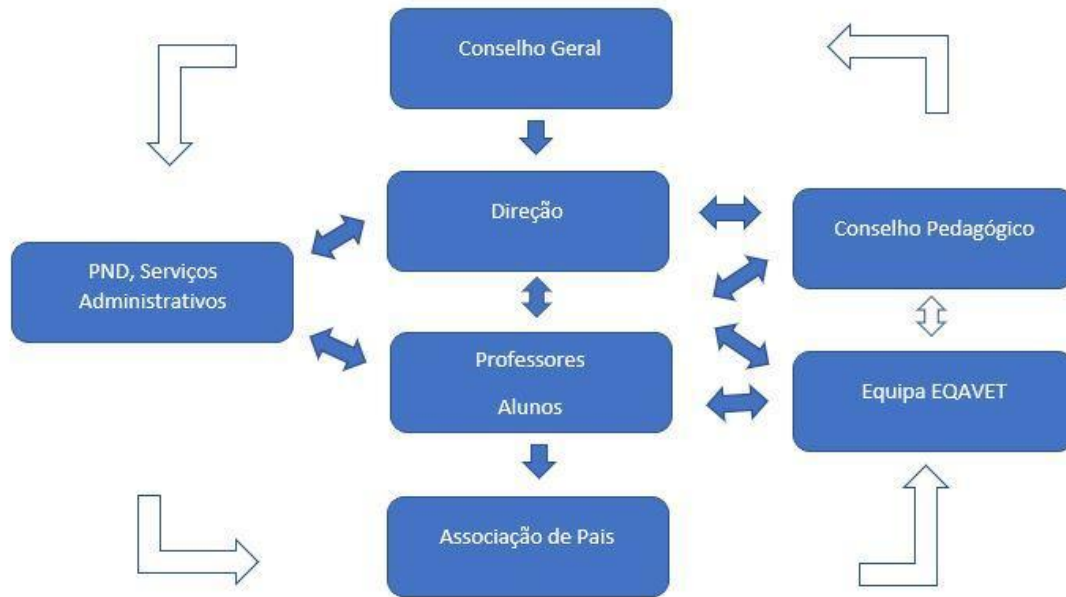 Conselho Geral
Direção
Conselho Pedagógico
PND, Serviços
Administrativos
Professores
Alunos
Equipa EQAVET
Associação de Pais